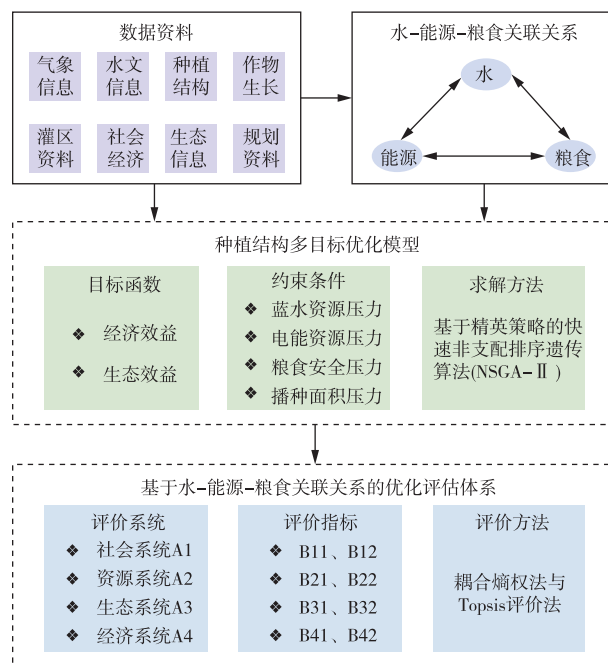 数据资料
气象信息
水文信息
种植结构
作物生长
灌区资料
社会经济
生态信息
规划资料
水-能源-粮食关联关系
水
能源
粮食
种植结构多目标优化模型
目标函数
❖ 经济效益
❖ 生态效益
约束条件
❖ 蓝水资源压力
❖ 电能资源压力
❖ 粮食安全压力
❖ 播种面积压力
求解方法
基于精英策略的快
速非支配排序遗传
算法(NSGA-Ⅱ)
基于水-能源-粮食关联关系的优化评估体系
评价系统
❖ 社会系统A1
❖ 资源系统A2
❖ 生态系统A3
❖ 经济系统A4
评价指标
❖ B11、B12
❖ B21、B22
❖ B31、B32
❖ B41、B42
评价方法
耦合熵权法与
Topsis评价法